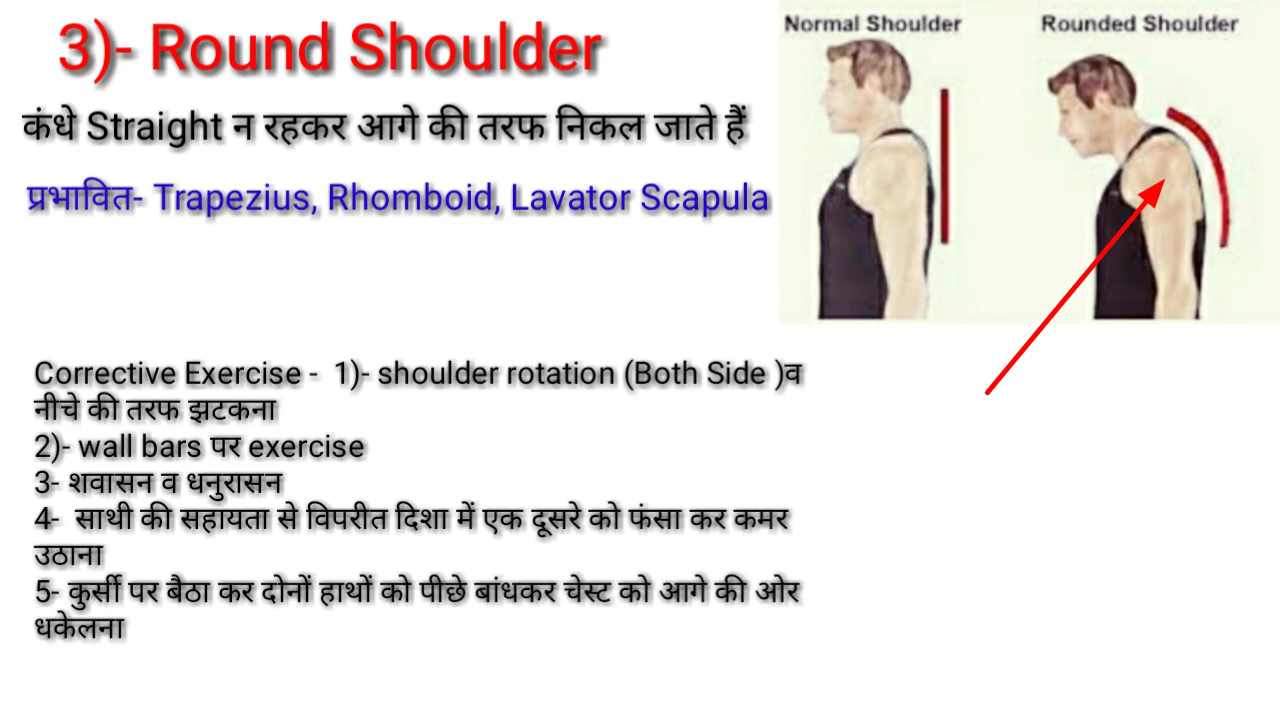 3)- Round Shoulder
कंधे Straight न रहकर आगे की तरफ निकल जाते हैं
प्रभावित- Trapezius, Rhomboid, Lavator Scapula
Normal Shoulder
Rounded Shoulder
Corrective Exercise - 1)- shoulder rotation (Both Side )व
नीचे की तरफ झटकना
2)- wall bars पर exercise
3- शवासन व धनुरासन
4- साथी की सहायता से विपरीत दिशा में एक दूसरे को फंसा कर कमर
उठाना
5- कुर्सी पर बैठा कर दोनों हाथों को पीछे बांधकर चेस्ट को आगे की ओर
धकेलना